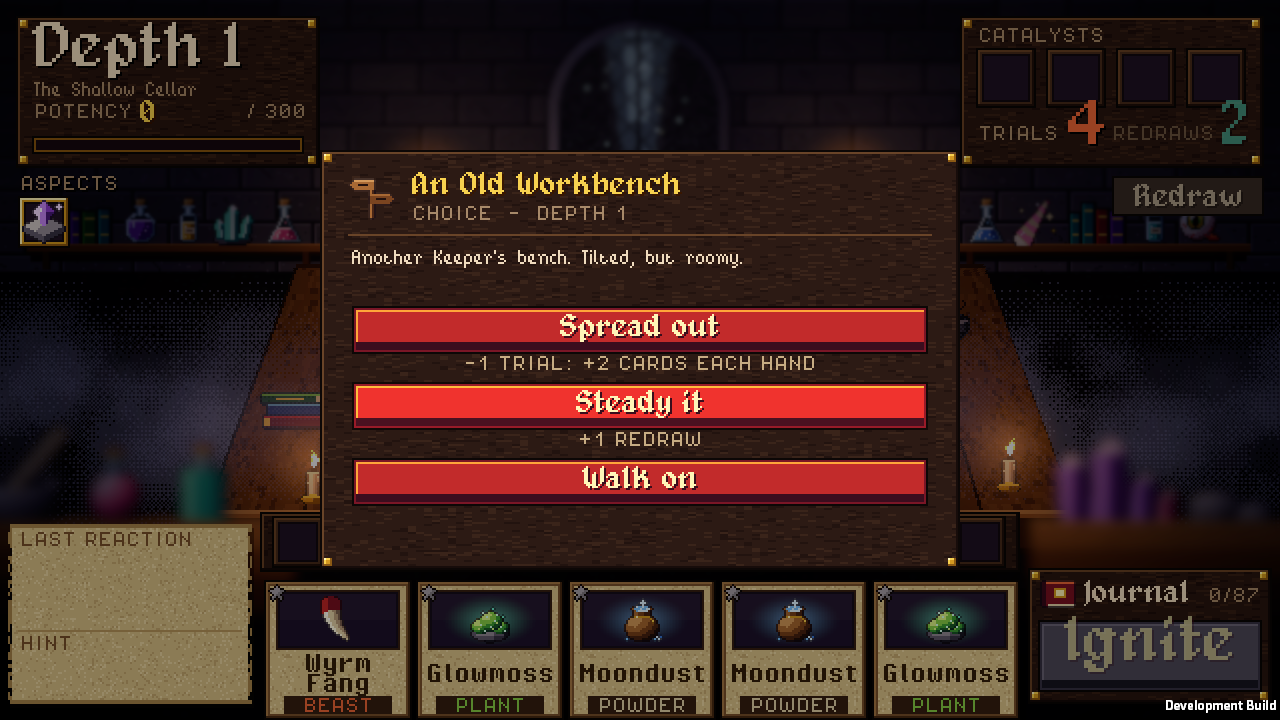 Depth 1
The Shallow Cellar
POTENCY 0 / 300
ASPECTS
CATALYSTS
TRIALS 4 REDRAWS 2
Redraw
An Old Workbench
CHOICE - DEPTH 1
Another Keeper's bench. Tilted, but roomy.
Spread out
-1 TRIAL: +2 CARDS EACH HAND
Steady it
+1 REDRAW
Walk on
LAST REACTION
HINT
Wyrm
Fang
BEAST
Glowmoss
PLANT
Moondust
POWDER
Moondust
POWDER
Glowmoss
PLANT
Journal 0/87
Ignite
Development Build